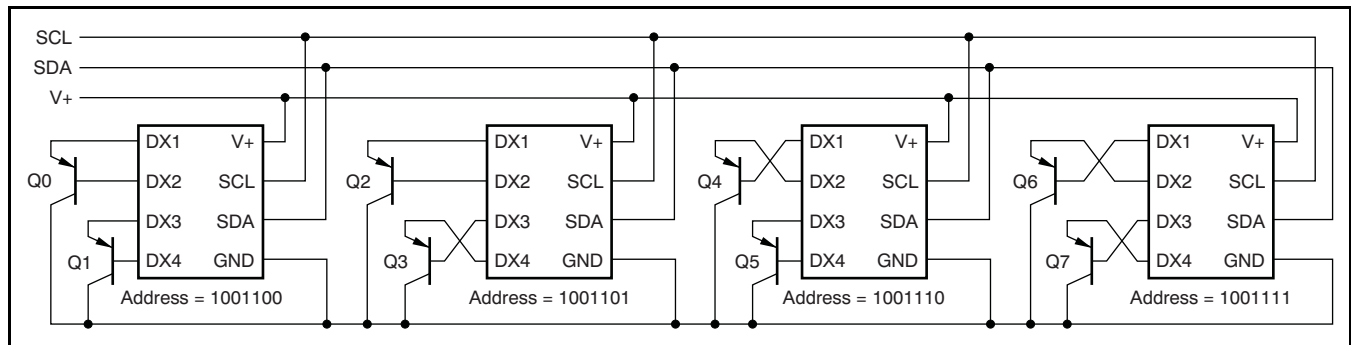 SCL
SDA
V+
DX1 V+
Q0 DX2 SCL
DX3 SDA
Q1 DX4 GND
Address = 1001100
DX1 V+
Q2 DX2 SCL
DX3 SDA
Q3 DX4 GND
Address = 1001101
DX1 V+
Q4 DX2 SCL
DX3 SDA
Q5 DX4 GND
Address = 1001110
DX1 V+
Q6 DX2 SCL
DX3 SDA
Q7 DX4 GND
Address = 1001111